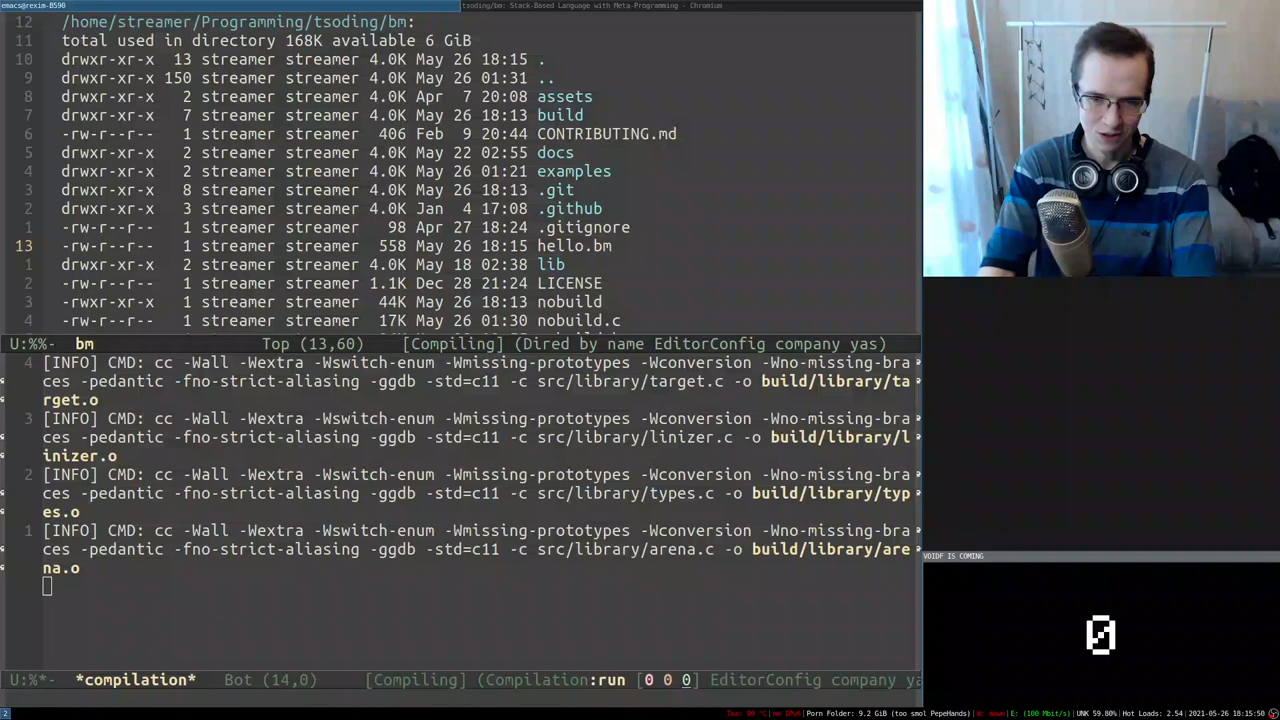 emacs@rexim-B590
tsoding/bm: Stack-Based Language with Meta-Programming - Chromium
12 /home/streamer/Programming/tsoding/bm:
11 total used in directory 168K available 6 GiB
10 drwxr-xr-x 13 streamer streamer 4.0K May 26 18:15 .
9 drwxr-xr-x 150 streamer streamer 4.0K May 26 01:31 ..
8 drwxr-xr-x 2 streamer streamer 4.0K Apr 7 20:08 assets
7 drwxr-xr-x 7 streamer streamer 4.0K May 26 18:13 build
6 -rw-r--r-- 1 streamer streamer 406 Feb 9 20:44 CONTRIBUTING.md
5 drwxr-xr-x 2 streamer streamer 4.0K May 22 02:55 docs
4 drwxr-xr-x 2 streamer streamer 4.0K May 26 01:21 examples
3 drwxr-xr-x 8 streamer streamer 4.0K May 26 18:13 .git
2 drwxr-xr-x 3 streamer streamer 4.0K Jan 4 17:08 .github
1 -rw-r--r-- 1 streamer streamer 98 Apr 27 18:24 .gitignore
13 -rw-r--r-- 1 streamer streamer 558 May 26 18:15 hello.bm
1 drwxr-xr-x 2 streamer streamer 4.0K May 18 02:38 lib
2 -rw-r--r-- 1 streamer streamer 1.1K Dec 28 21:24 LICENSE
3 -rwxr-xr-x 1 streamer streamer 44K May 26 18:13 nobuild
4 -rw-r--r-- 1 streamer streamer 17K May 26 01:30 nobuild.c
U:%%- bm Top (13,60) [Compiling] (Dired by name EditorConfig company yas)
4 [INFO] CMD: cc -Wall -Wextra -Wswitch-enum -Wmissing-prototypes -Wconversion -Wno-missing-bra
ces -pedantic -fno-strict-aliasing -ggdb -std=c11 -c src/library/target.c -o build/library/ta
rget.o
3 [INFO] CMD: cc -Wall -Wextra -Wswitch-enum -Wmissing-prototypes -Wconversion -Wno-missing-bra
ces -pedantic -fno-strict-aliasing -ggdb -std=c11 -c src/library/linizer.c -o build/library/l
inizer.o
2 [INFO] CMD: cc -Wall -Wextra -Wswitch-enum -Wmissing-prototypes -Wconversion -Wno-missing-bra
ces -pedantic -fno-strict-aliasing -ggdb -std=c11 -c src/library/types.c -o build/library/typ
es.o
1 [INFO] CMD: cc -Wall -Wextra -Wswitch-enum -Wmissing-prototypes -Wconversion -Wno-missing-bra
ces -pedantic -fno-strict-aliasing -ggdb -std=c11 -c src/library/arena.c -o build/library/are
na.o
U:%*- *compilation* Bot (14,0) [Compiling] (Compilation:run [0 0 0] EditorConfig company ya
VOIDF IS COMING
0
2
Porn Folder: 9.2 GiB (too smol PepeHands) | W: down | E: (100 Mbit/s) | UNK 59.80% | Hot Loads: 2.54 | 2021-05-26 18:15:50